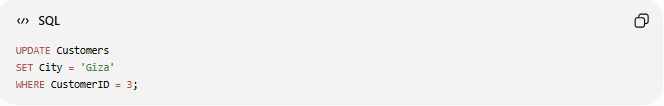 </> SQL
UPDATE Customers
SET City = 'Giza'
WHERE CustomerID = 3;